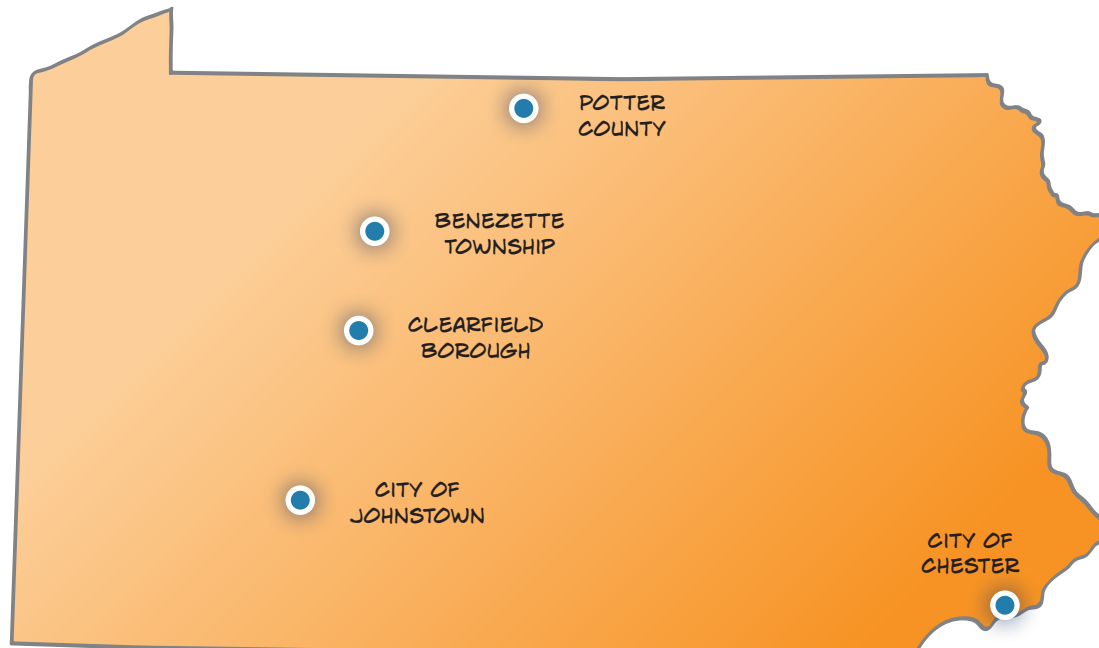 POTTER
COUNTY
BENEZETTE
TOWNSHIP
CLEARFIELD
BOROUGH
CITY OF
JOHNSTOWN
CITY OF
CHESTER